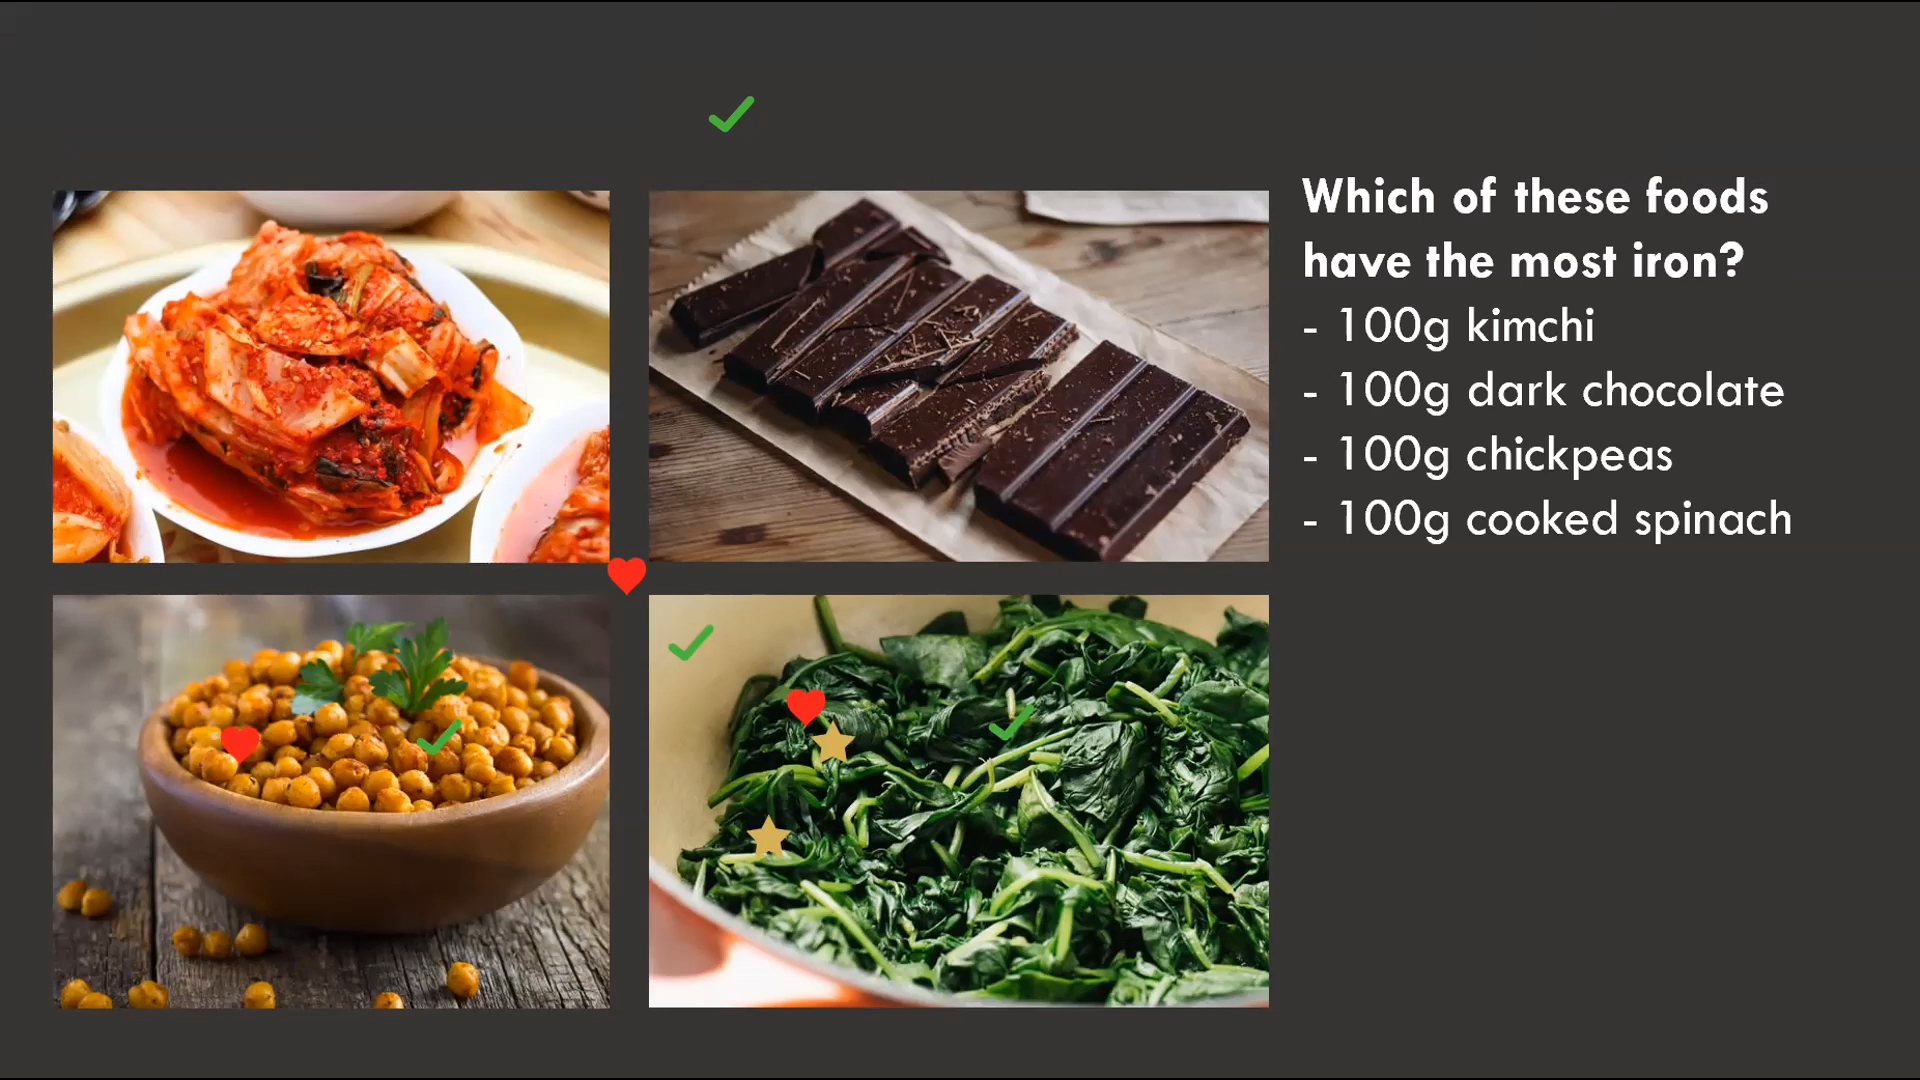 Which of these foods
have the most iron?
- 100g kimchi
- 100g dark chocolate
- 100g chickpeas
- 100g cooked spinach